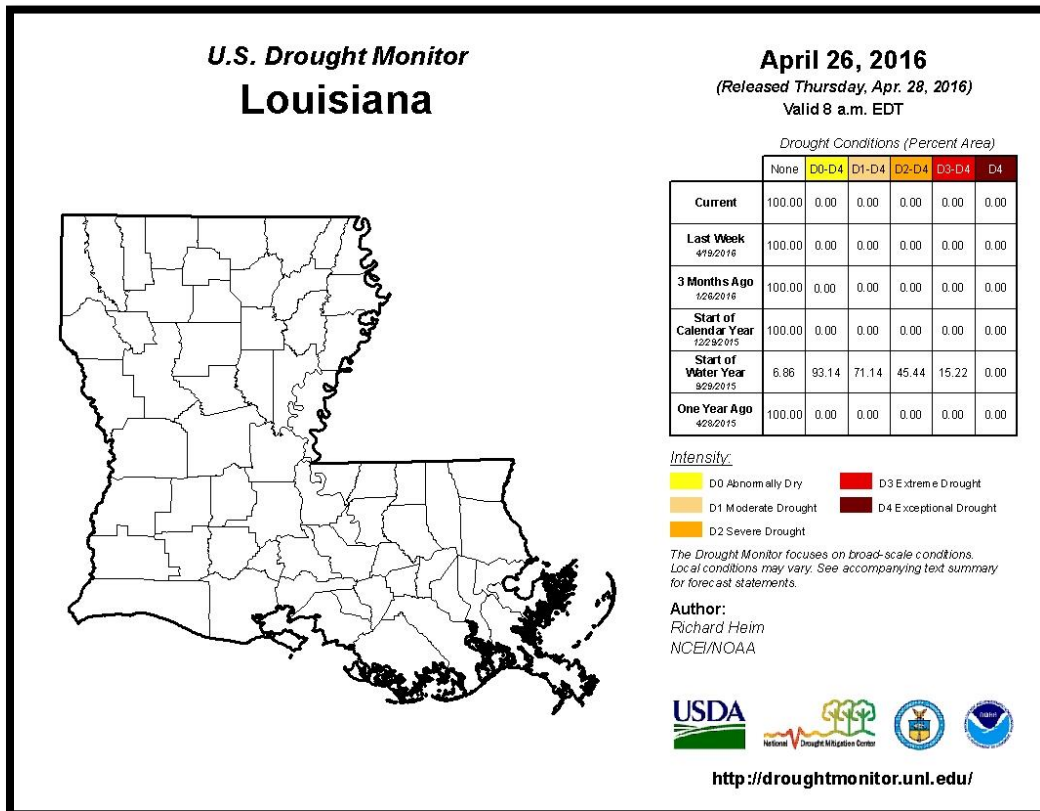 U.S. Drought Monitor
Louisiana
April 26, 2016
(Released Thursday, Apr. 28, 2016)
Valid 8 a.m. EDT
Drought Conditions (Percent Area)
None D0-D4 D1-D4 D2-D4 D3-D4 D4
Current 100.00 0.00 0.00 0.00 0.00 0.00
Last Week
4/19/2016
100.00 0.00 0.00 0.00 0.00 0.00
3 Months Ago
1/26/2016
100.00 0.00 0.00 0.00 0.00 0.00
Start of
Calendar Year
12/29/2015
100.00 0.00 0.00 0.00 0.00 0.00
Start of
Water Year
9/29/2015
6.86 93.14 71.14 45.44 15.22 0.00
One Year Ago
4/28/2015
100.00 0.00 0.00 0.00 0.00 0.00
Intensity:
D0 Abnormally Dry
D1 Moderate Drought
D2 Severe Drought
D3 Extreme Drought
D4 Exceptional Drought
The Drought Monitor focuses on broad-scale conditions.
Local conditions may vary. See accompanying text summary
for forecast statements.
Author:
Richard Heim
NCEI/NOAA
USDA
National Drought Mitigation Center
http://droughtmonitor.unl.edu/